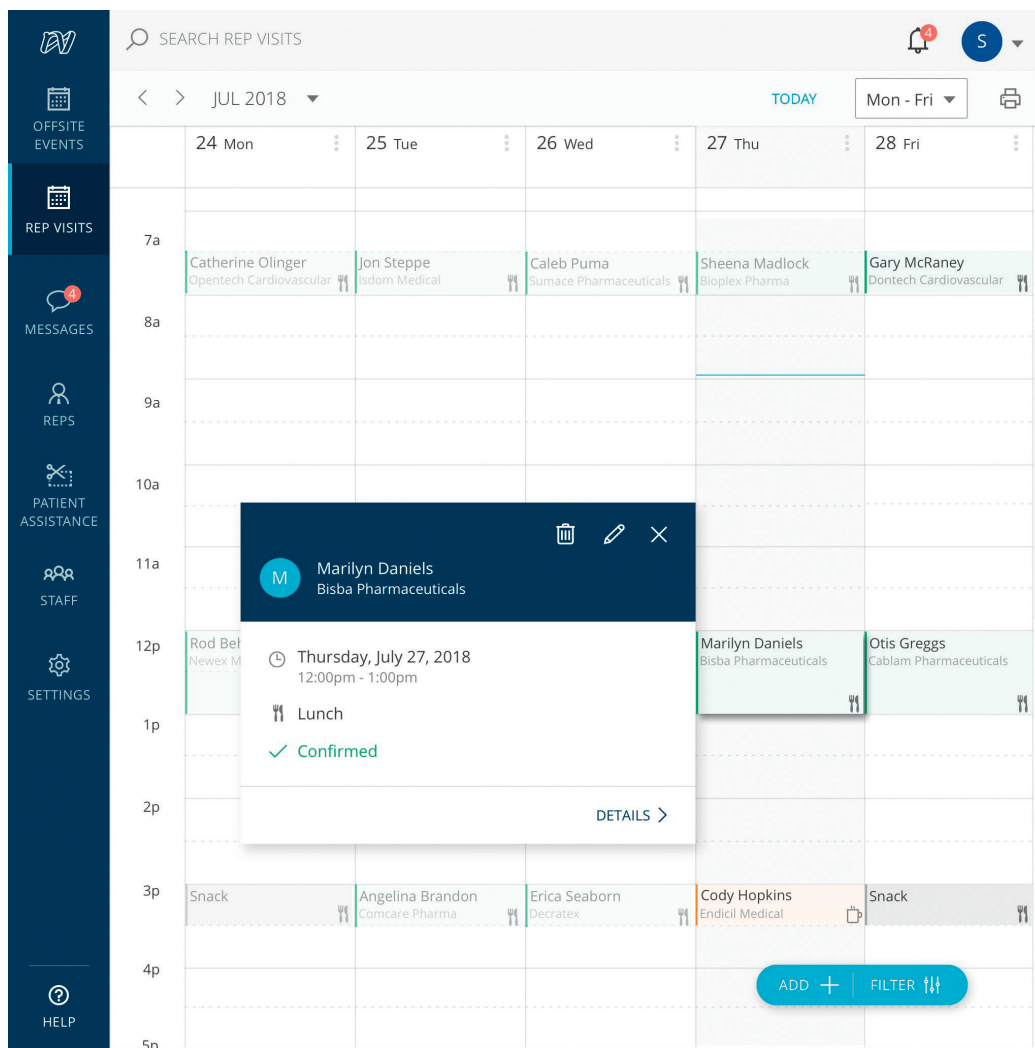 SEARCH REP VISITS
4
S
OFFSITE
EVENTS
REP VISITS
4
MESSAGES
REPS
PATIENT
ASSISTANCE
STAFF
SETTINGS
HELP
JUL 2018
TODAY
Mon - Fri
24 Mon
25 Tue
26 Wed
27 Thu
28 Fri
7a
Catherine Olinger
Opentech Cardiovascular
Jon Steppe
Isdom Medical
Caleb Puma
Sumace Pharmaceuticals
Sheena Madlock
Bioplex Pharma
Gary McRaney
Dontech Cardiovascular
8a
9a
10a
11a
M
Marilyn Daniels
Bisba Pharmaceuticals
Thursday, July 27, 2018
12:00pm - 1:00pm
Lunch
Confirmed
DETAILS
12p
Rod Beh
Newex M
Marilyn Daniels
Bisba Pharmaceuticals
Otis Greggs
Cablam Pharmaceuticals
1p
2p
3p
Snack
Angelina Brandon
Comcare Pharma
Erica Seaborn
Decratex
Cody Hopkins
Endicil Medical
Snack
4p
ADD
FILTER
5p